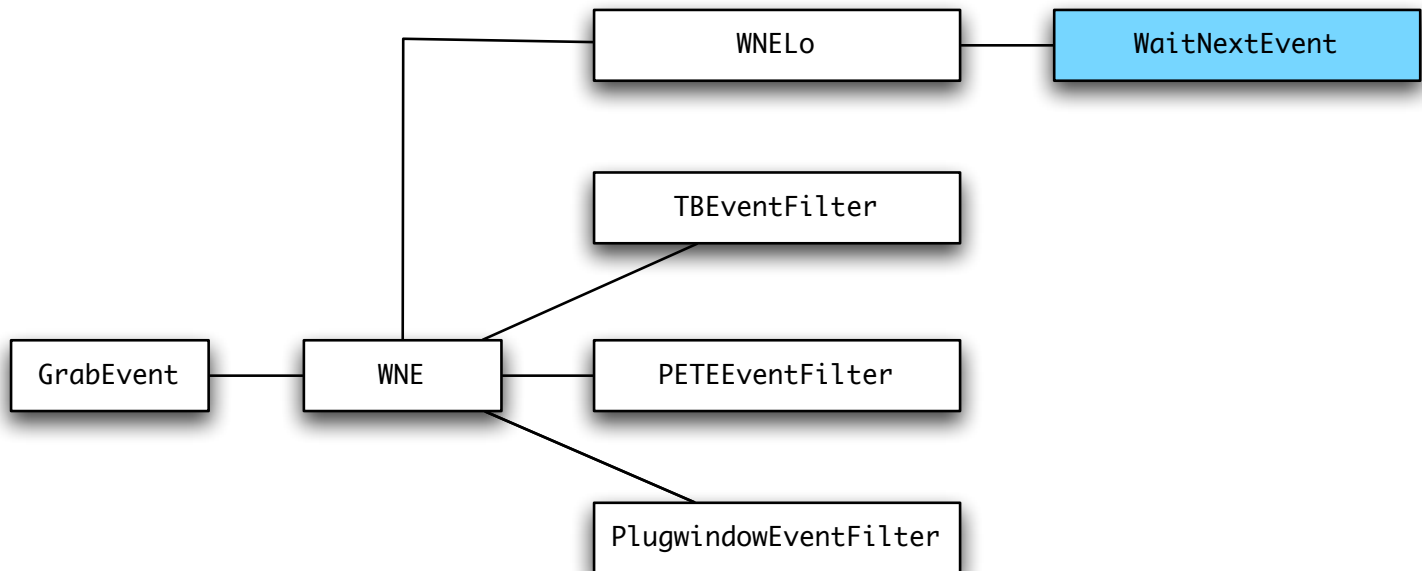 WNELo
WaitNextEvent
TBEventFilter
GrabEvent
WNE
PETEEventFilter
PlugwindowEventFilter